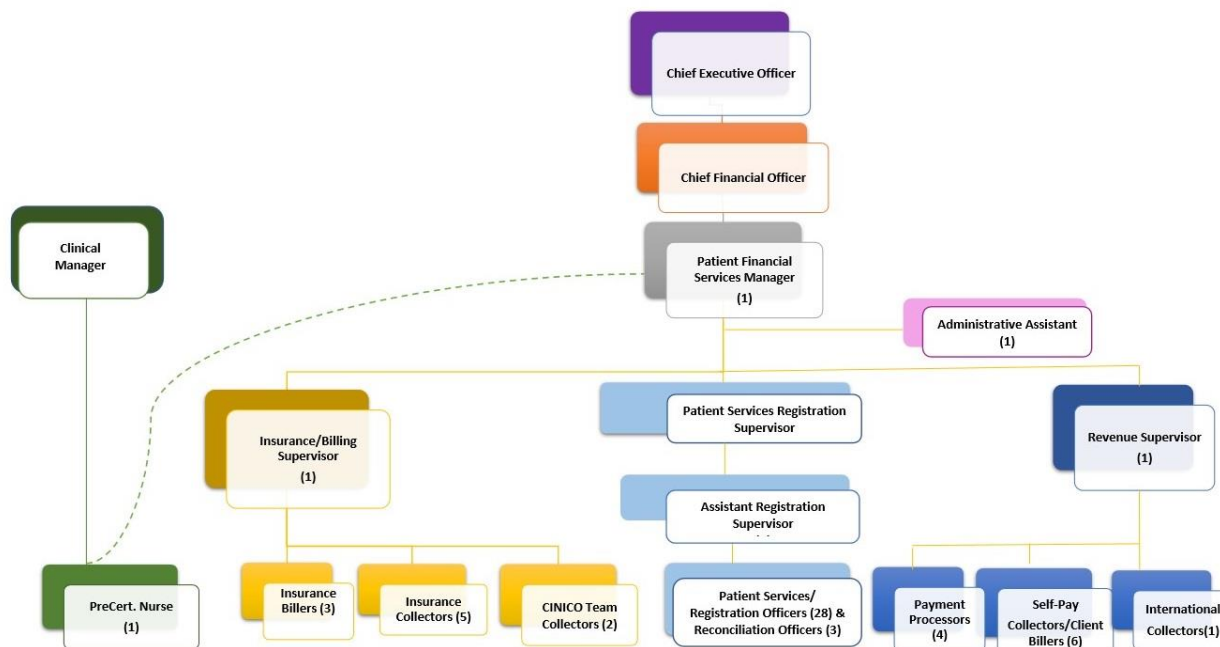 Chief Executive Officer
Chief Financial Officer
Clinical
Manager
Patient Financial
Services Manager
(1)
Administrative Assistant
(1)
Insurance/Billing
Supervisor
(1)
Patient Services Registration
Supervisor
Revenue Supervisor
(1)
Assistant Registration
Supervisor
PreCert. Nurse
(1)
Insurance
Billers (3)
Insurance
Collectors (5)
CINICO Team
Collectors (2)
Patient Services/
Registration Officers (28) &
Reconciliation Officers (3)
Payment
Processors
(4)
Self-Pay
Collectors/Client
Billers (6)
International
Collectors(1)